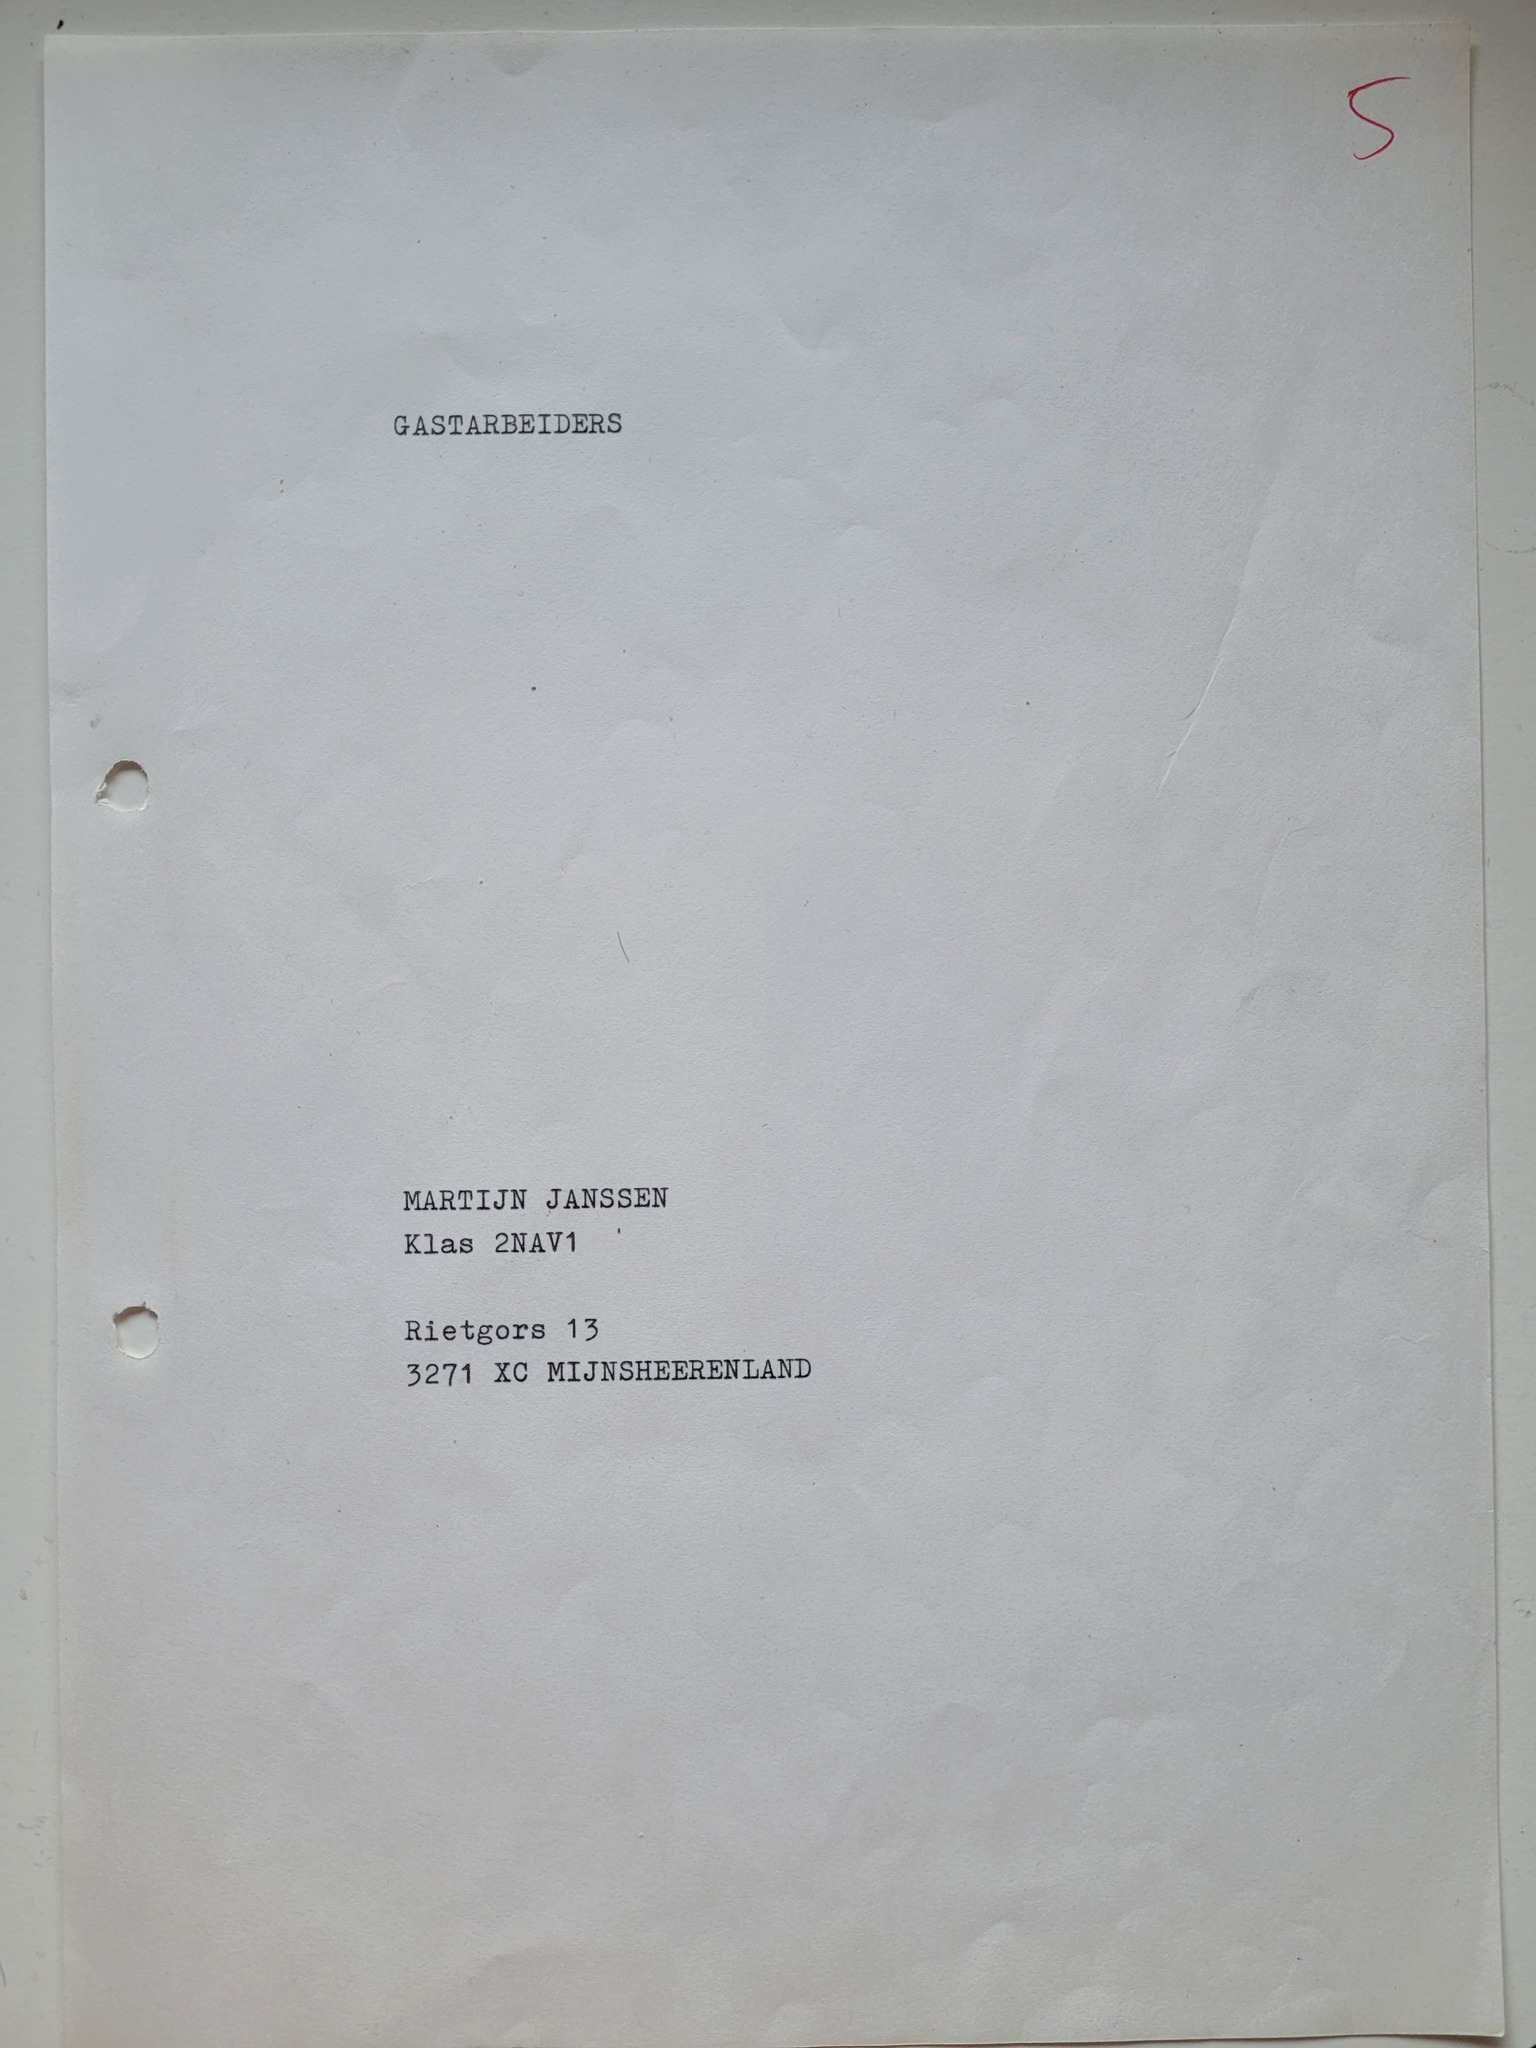 5
GASTARBEIDERS
MARTIJN JANSSEN
Klas 2NAV1
Rietgors 13
3271 XC MIJNSHEERENLAND